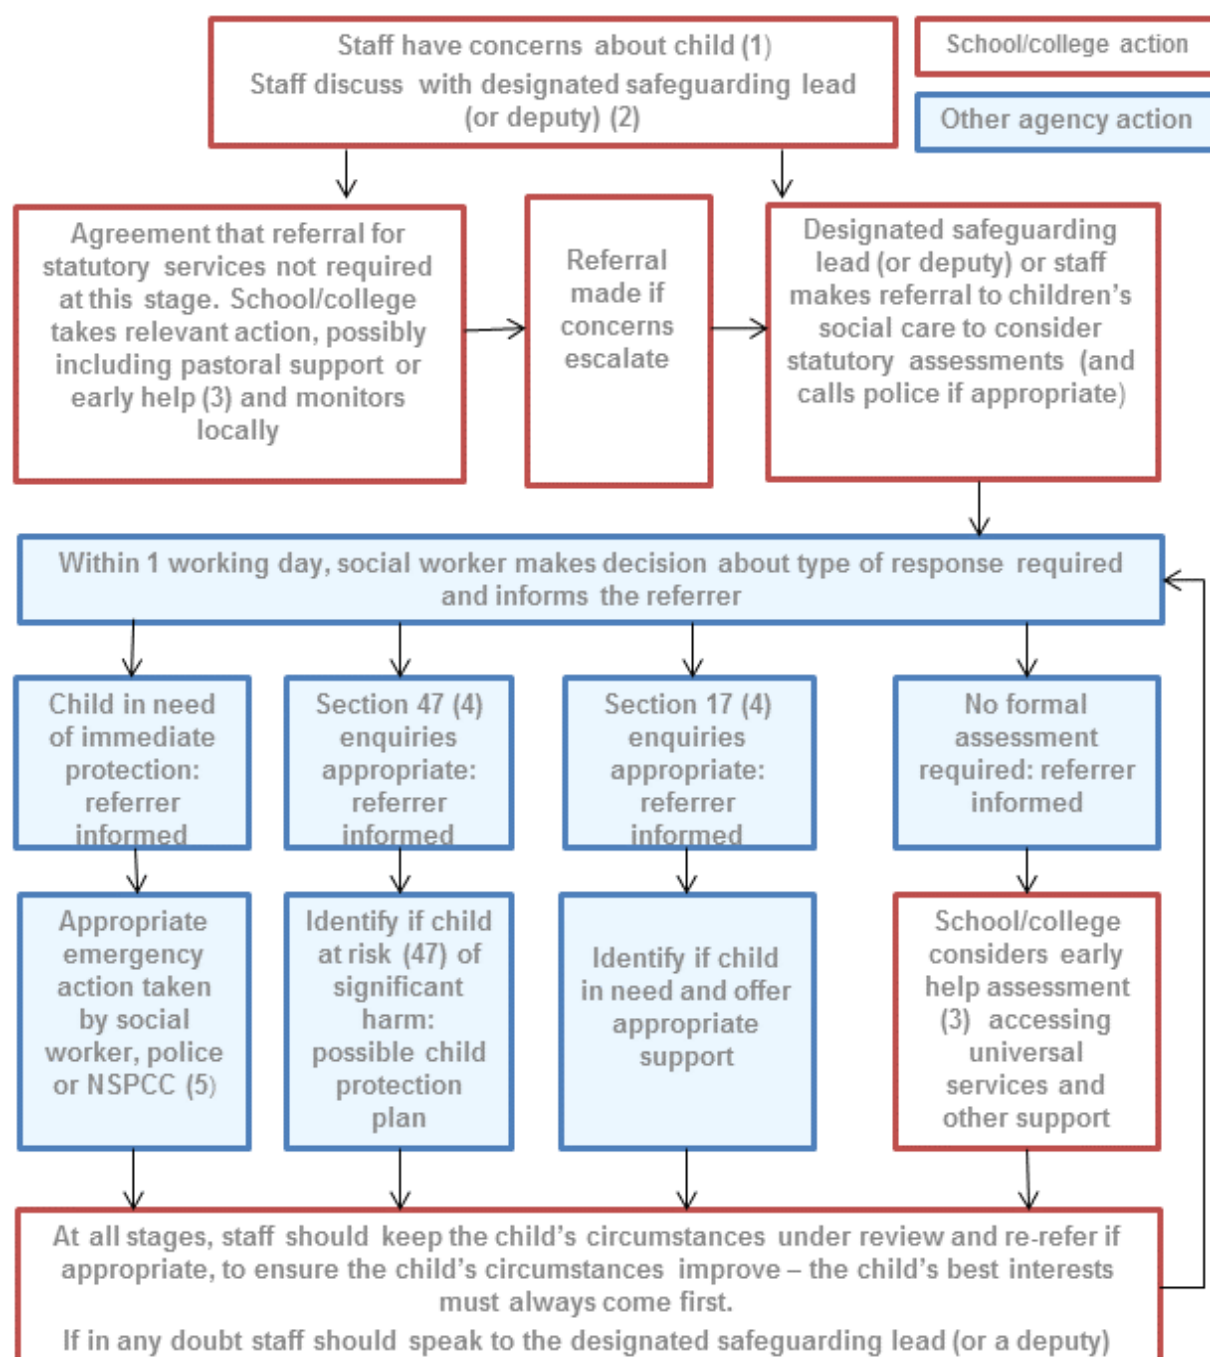 Staff have concerns about child (1)
Staff discuss with designated safeguarding lead
(or deputy) (2)
School/college action
Other agency action
Agreement that referral for
statutory services not required
at this stage. School/college
takes relevant action, possibly
including pastoral support or
early help (3) and monitors
locally
Referral
made if
concerns
escalate
Designated safeguarding
lead (or deputy) or staff
makes referral to children’s
social care to consider
statutory assessments (and
calls police if appropriate)
Within 1 working day, social worker makes decision about type of response required
and informs the referrer
Child in need
of immediate
protection:
referrer
informed
Section 47 (4)
enquiries
appropriate:
referrer
informed
Section 17 (4)
enquiries
appropriate:
referrer
informed
No formal
assessment
required: referrer
informed
Appropriate
emergency
action taken
by social
worker, police
or NSPCC (5)
Identify if child
at risk (47) of
significant
harm:
possible child
protection
plan
Identify if child
in need and offer
appropriate
support
School/college
considers early
help assessment
(3) accessing
universal
services and
other support
At all stages, staff should keep the child’s circumstances under review and re-refer if
appropriate, to ensure the child’s circumstances improve – the child’s best interests
must always come first.
If in any doubt staff should speak to the designated safeguarding lead (or a deputy)